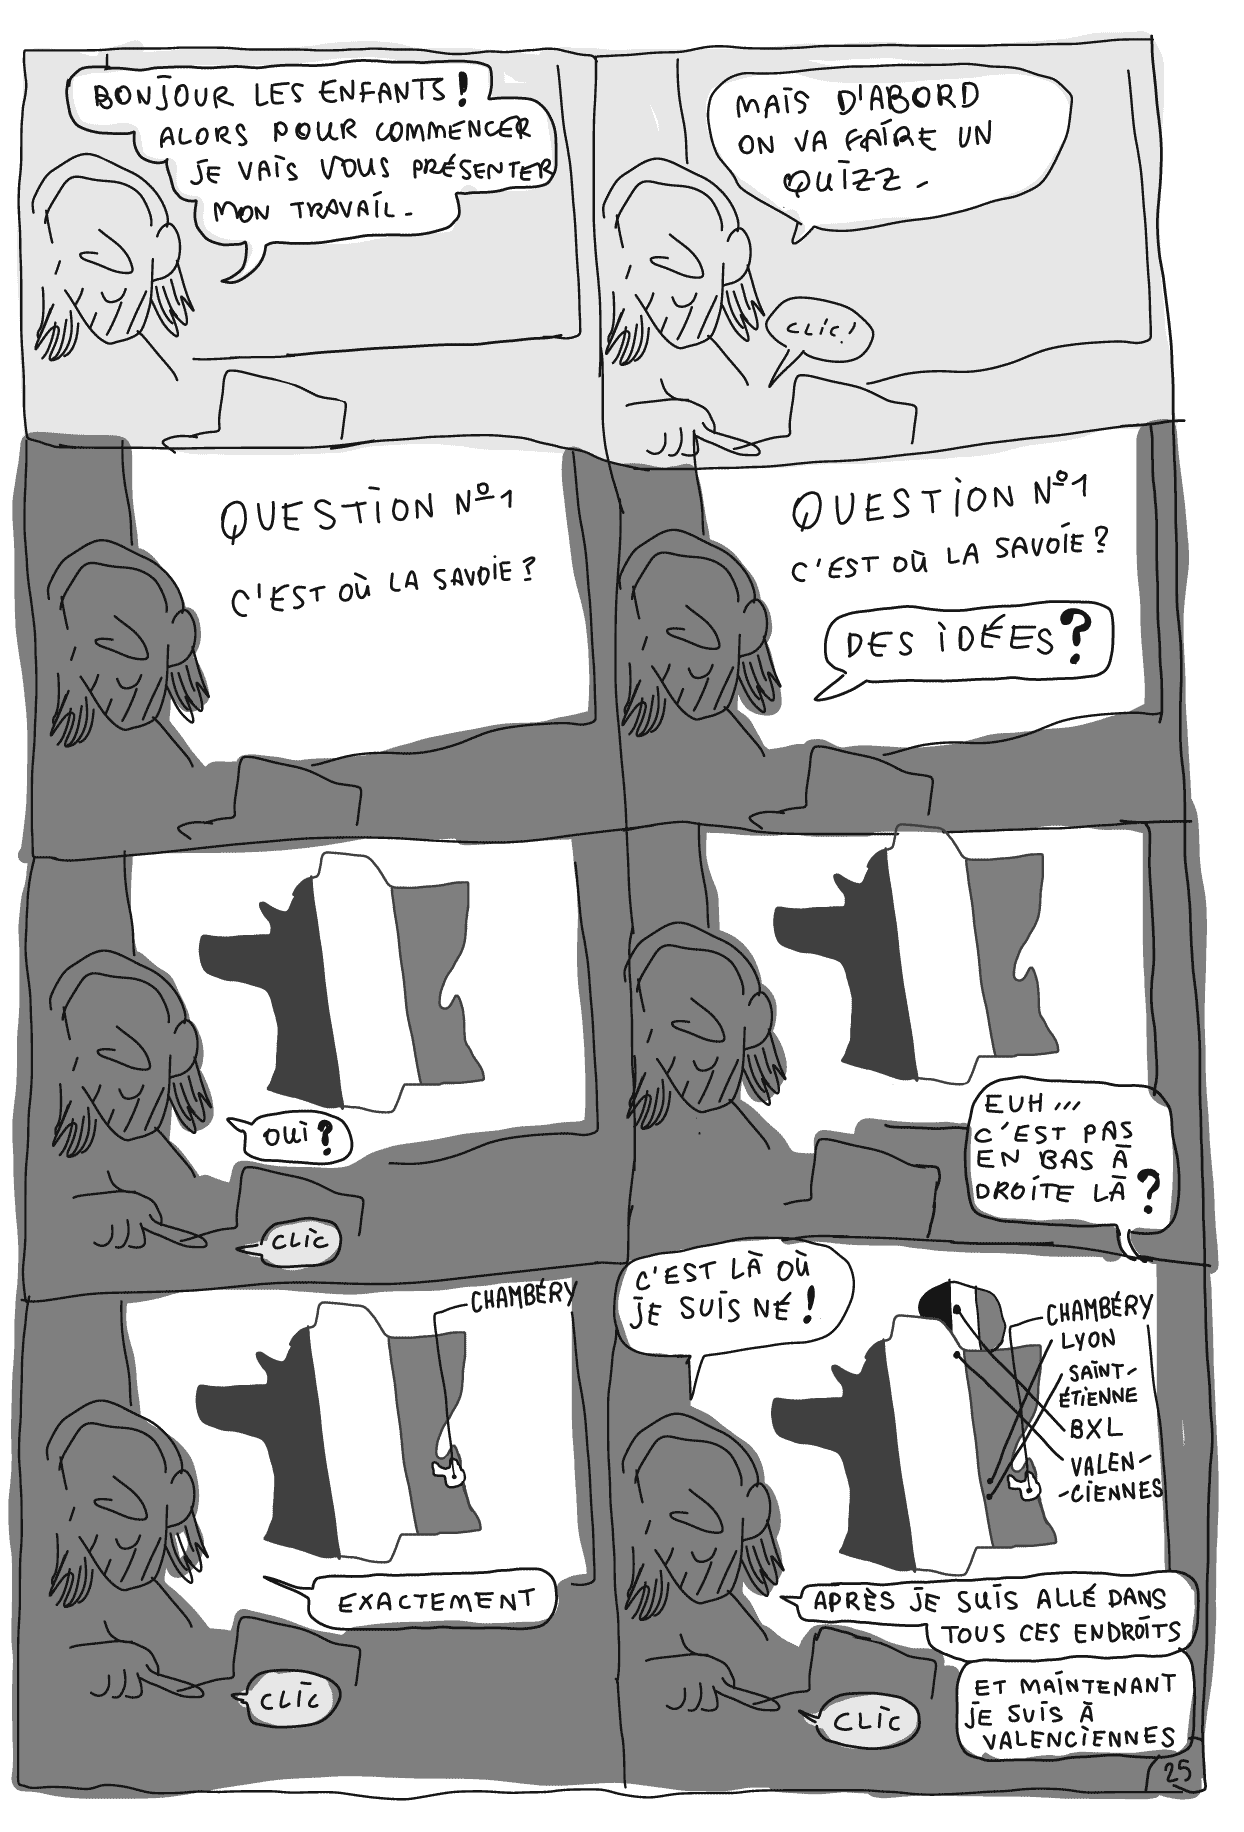 BONJOUR LES ENFANTS !
ALORS POUR COMMENCER
JE VAIS VOUS PRÉSENTER
MON TRAVAIL.
MAIS D'ABORD
ON VA FAIRE UN
QUIZZ.
CLIC!
QUESTION Nº1
C'EST OÙ LA SAVOIE ?
QUESTION Nº1
C'EST OÙ LA SAVOIE ?
DES IDÉES ?
OUI ?
CLIC
EUH ...
C'EST PAS
EN BAS À
DROITE LÀ ?
CHAMBÉRY
EXACTEMENT
CLIC
C'EST LÀ OÙ
JE SUIS NÉ !
CHAMBÉRY
LYON
SAINT-
ÉTIENNE
BXL
VALEN-
-CIENNES
APRÈS JE SUIS ALLÉ DANS
TOUS CES ENDROITS
CLIC
ET MAINTENANT
JE SUIS À
VALENCIENNES
25